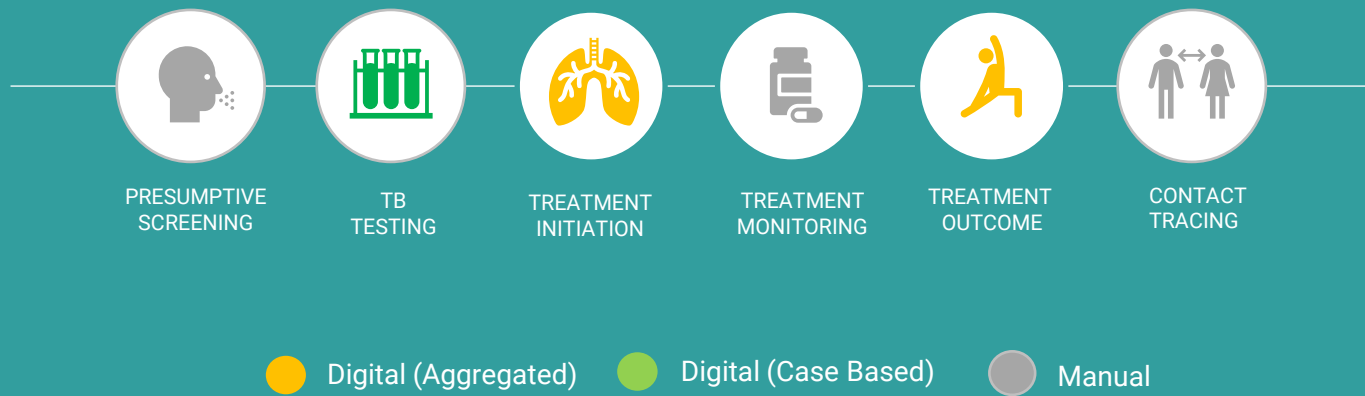 PRESUMPTIVE
SCREENING
TB
TESTING
TREATMENT
INITIATION
TREATMENT
MONITORING
TREATMENT
OUTCOME
CONTACT
TRACING
Digital (Aggregated)
Digital (Case Based)
Manual